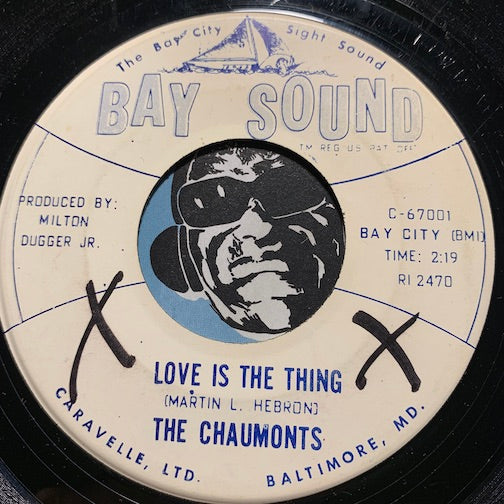 The Bay City Sight Sound
BAY SOUND
TM REG US PAT OFF
PRODUCED BY:
MILTON
DUGGER JR.
C-67001
BAY CITY (BMI)
TIME: 2:19
RI 2470
LOVE IS THE THING
(MARTIN L. HEBRON)
THE CHAUMONTS
CARAVELLE, LTD. BALTIMORE, MD.